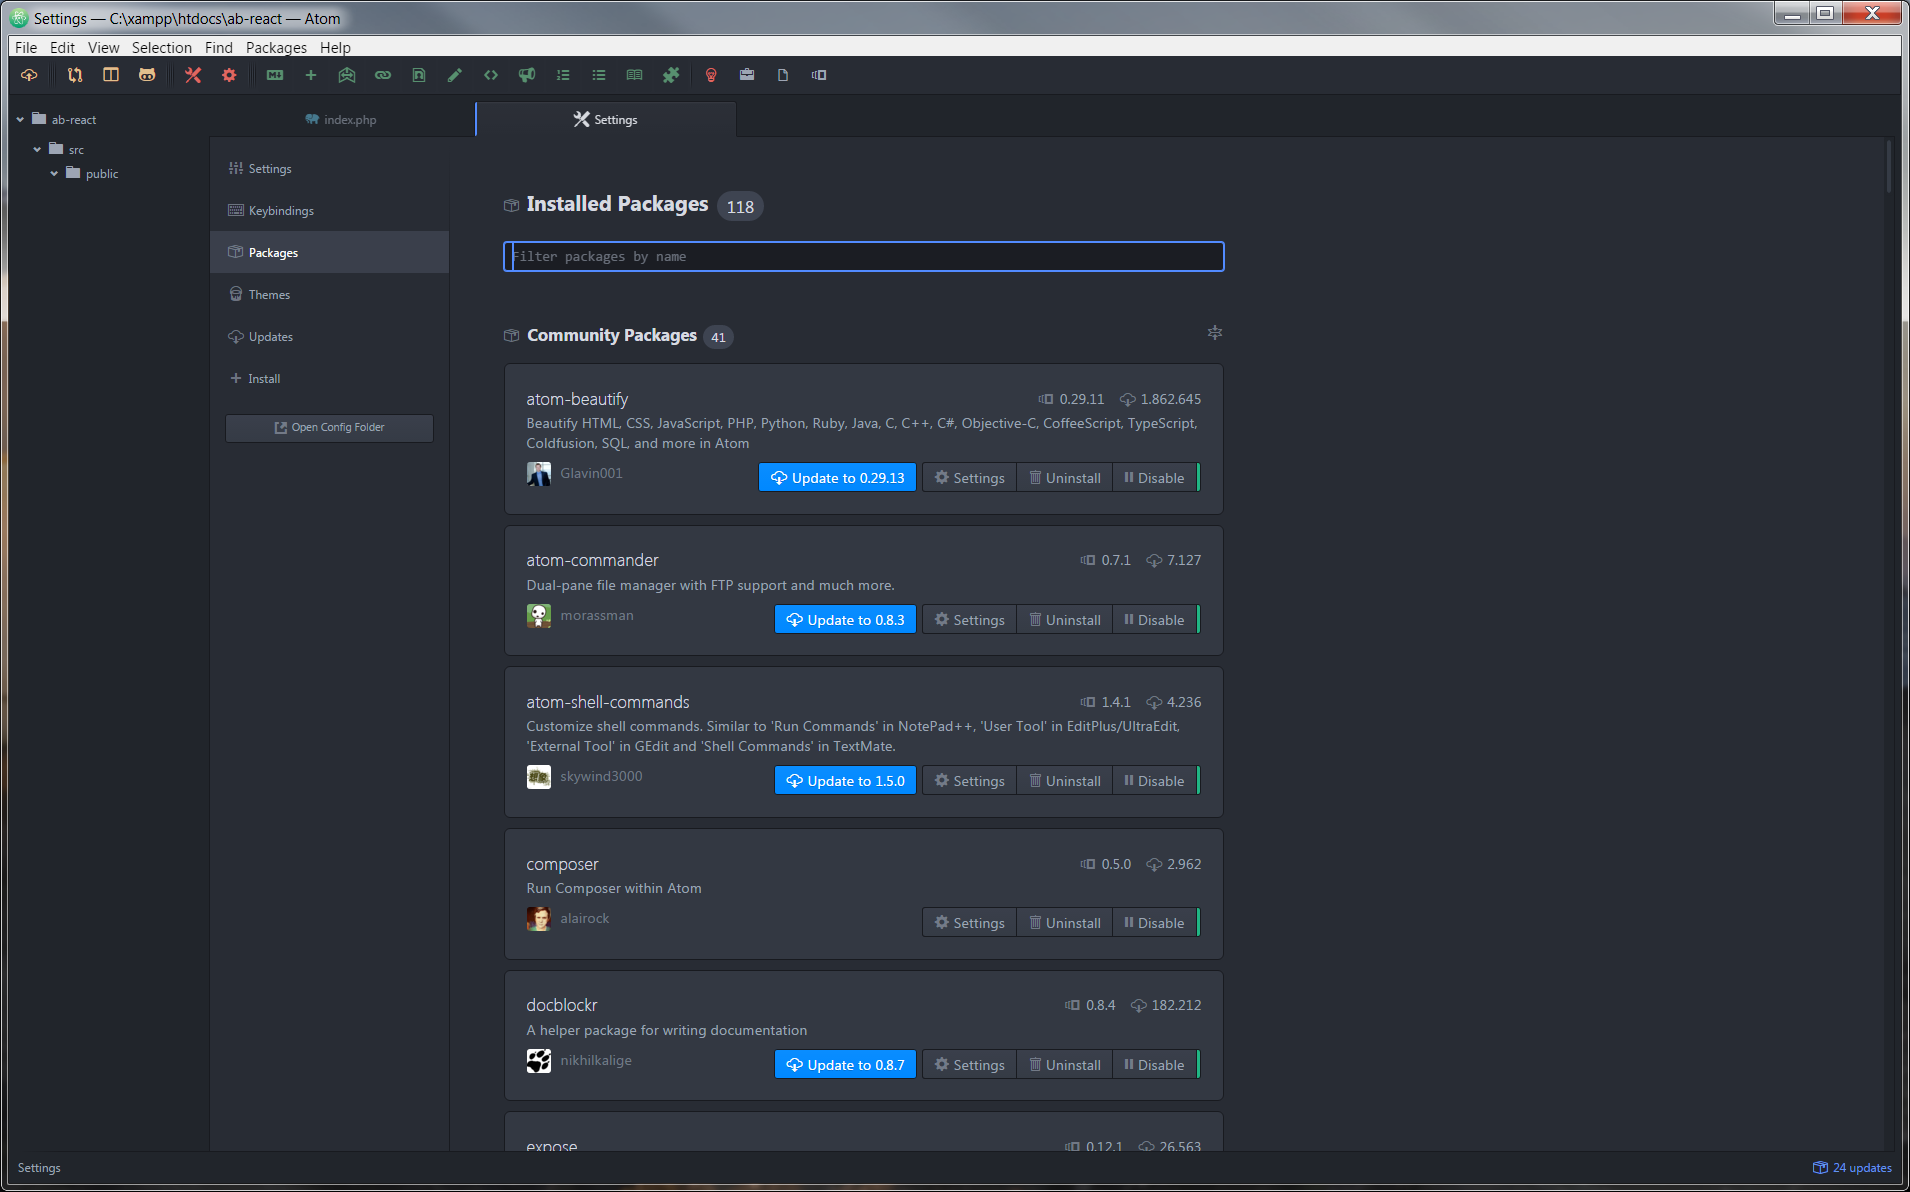 Settings — C:\xampp\htdocs\ab-react — Atom
File Edit View Selection Find Packages Help
ab-react
src
public
index.php
Settings
Settings
Keybindings
Packages
Themes
Updates
Install
Open Config Folder
Installed Packages 118
Filter packages by name
Community Packages 41
atom-beautify 0.29.11 1.862.645
Beautify HTML, CSS, JavaScript, PHP, Python, Ruby, Java, C, C++, C#, Objective-C, CoffeeScript, TypeScript,
Coldfusion, SQL, and more in Atom
Glavin001 Update to 0.29.13 Settings Uninstall Disable
atom-commander 0.7.1 7.127
Dual-pane file manager with FTP support and much more.
morassman Update to 0.8.3 Settings Uninstall Disable
atom-shell-commands 1.4.1 4.236
Customize shell commands. Similar to 'Run Commands' in NotePad++, 'User Tool' in EditPlus/UltraEdit,
'External Tool' in GEdit and 'Shell Commands' in TextMate.
skywind3000 Update to 1.5.0 Settings Uninstall Disable
composer 0.5.0 2.962
Run Composer within Atom
alairock Settings Uninstall Disable
docblockr 0.8.4 182.212
A helper package for writing documentation
nikhilkalige Update to 0.8.7 Settings Uninstall Disable
expose 0.12.1 26.563
Settings
24 updates